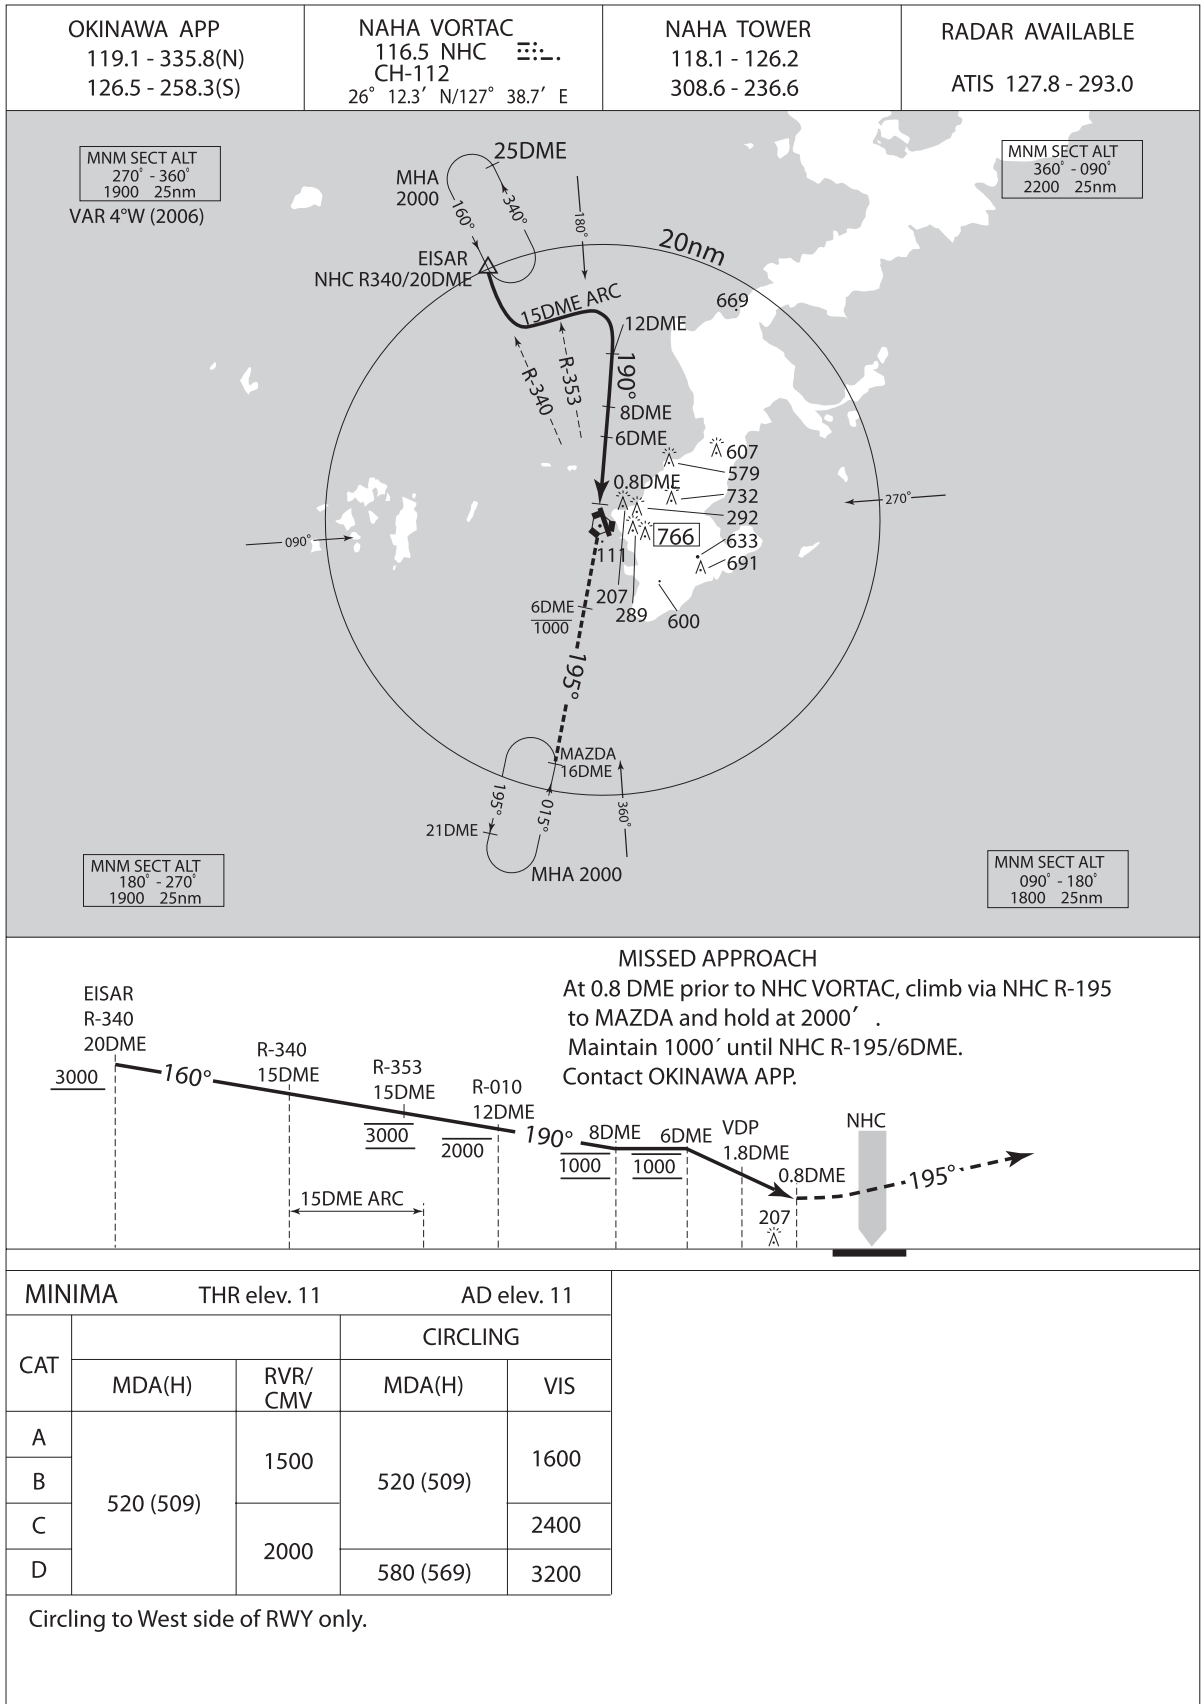 OKINAWA APP
119.1 - 335.8(N)
126.5 - 258.3(S)
NAHA VORTAC
116.5 NHC
CH-112
26° 12.3′ N/127° 38.7′ E
NAHA TOWER
118.1 - 126.2
308.6 - 236.6
RADAR AVAILABLE
ATIS 127.8 - 293.0
MNM SECT ALT
270° - 360°
1900 25nm
VAR 4°W (2006)
MNM SECT ALT
360° - 090°
2200 25nm
25DME
MHA
2000
160°
340°
180°
EISAR
NHC R340/20DME
20nm
15DME ARC
669
12DME
190°
R-340
R-353
8DME
6DME
607
579
0.8DME
732
292
270°
766
633
691
090°
111
207
289
600
6DME
1000
195°
MAZDA
16DME
195°
015°
360°
21DME
MHA 2000
MNM SECT ALT
180° - 270°
1900 25nm
MNM SECT ALT
090° - 180°
1800 25nm
MISSED APPROACH
At 0.8 DME prior to NHC VORTAC, climb via NHC R-195
to MAZDA and hold at 2000′ .
Maintain 1000′ until NHC R-195/6DME.
Contact OKINAWA APP.
EISAR
R-340
20DME
3000
160°
R-340
15DME
R-353
15DME
3000
R-010
12DME
2000
190°
8DME
1000
6DME
1000
VDP
1.8DME
0.8DME
NHC
195°
15DME ARC
207
MINIMA THR elev. 11 AD elev. 11
CAT
CIRCLING
MDA(H)
RVR/
CMV
MDA(H)
VIS
A
B
C
D
520 (509)
1500
2000
520 (509)
580 (569)
1600
2400
3200
Circling to West side of RWY only.